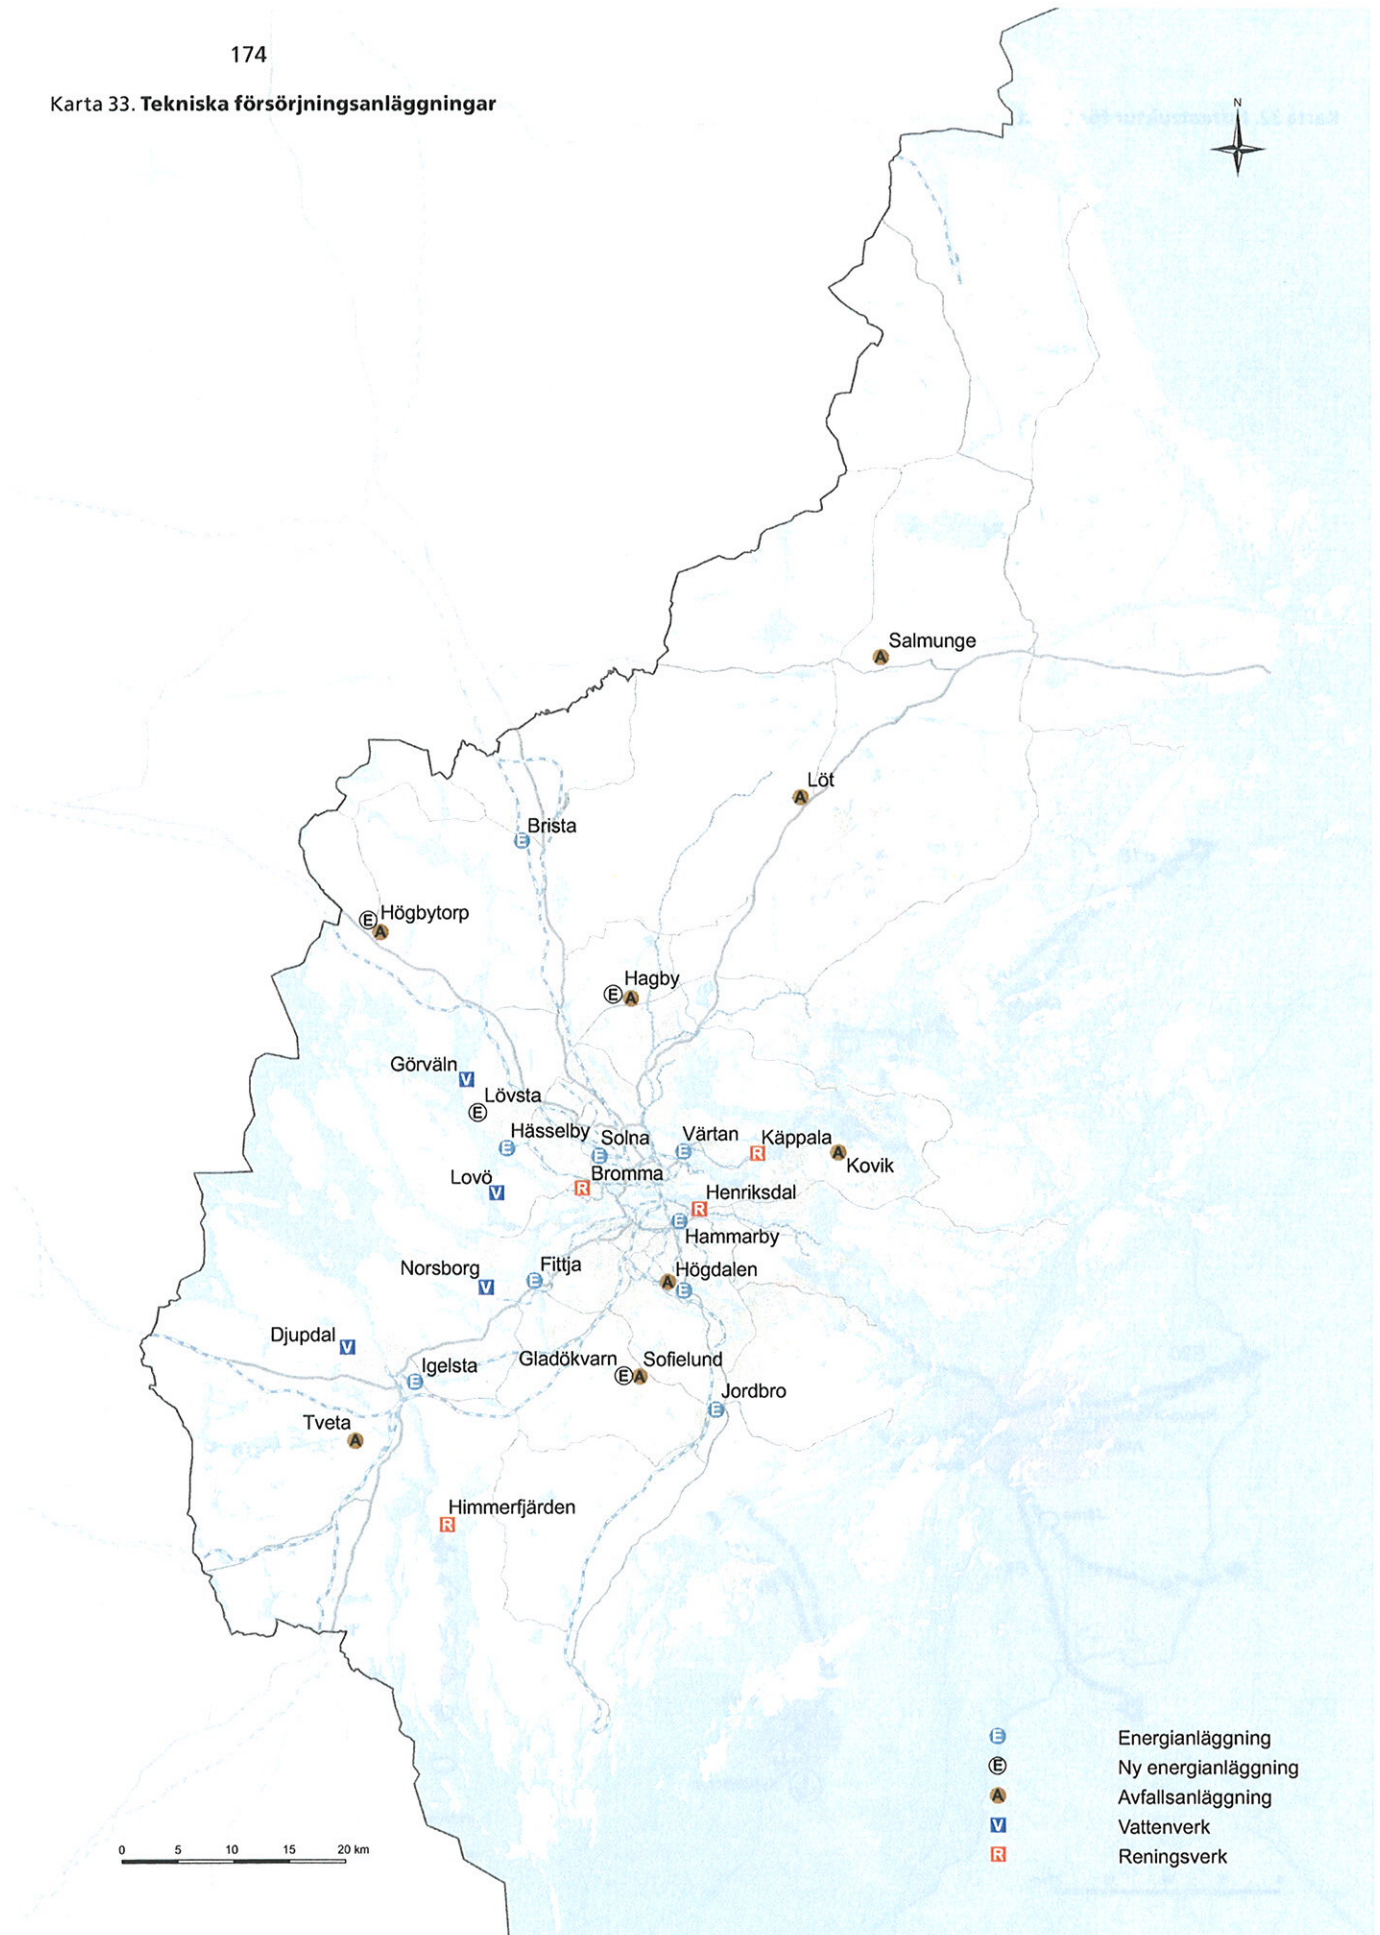 174
Karta 33. Tekniska försörjningsanläggningar
N
Salmunge
A
Löt
A
Brista
E
Högbytorp
E
A
Hagby
E
A
Görväln
V
Lövsta
E
Hässelby
E
Solna
E
Värtan
E
Käppala
R
A
Kovik
Bromma
R
Lovö
V
Henriksdal
R
E
Hammarby
Norsborg
V
Fittja
E
Högdalen
A
E
Djupdal
V
Igelsta
E
Gladökvarn
E
Sofielund
A
Jordbro
E
Tveta
A
Himmerfjärden
R
E Energianläggning
E Ny energianläggning
A Avfallsanläggning
V Vattenverk
R Reningsverk
0 5 10 15 20 km